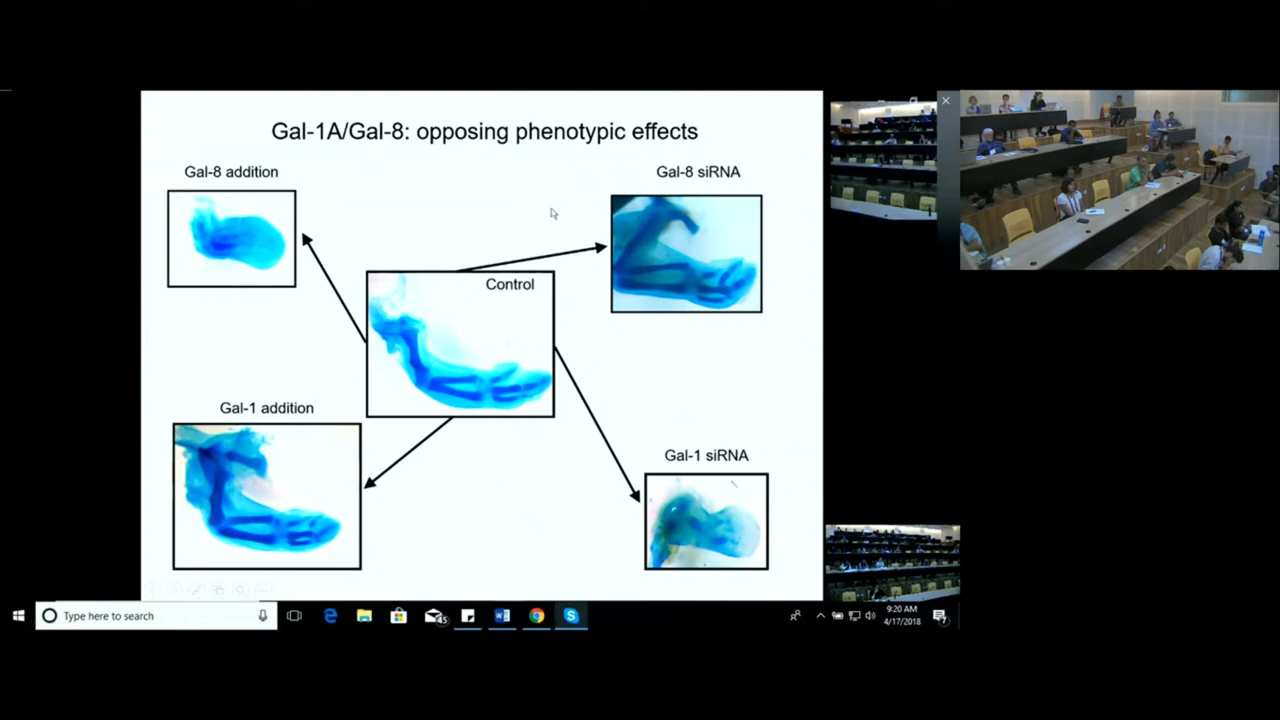 Gal-1A/Gal-8: opposing phenotypic effects
Gal-8 addition
Gal-8 siRNA
Control
Gal-1 addition
Gal-1 siRNA
Type here to search
45
9:20 AM
4/17/2018